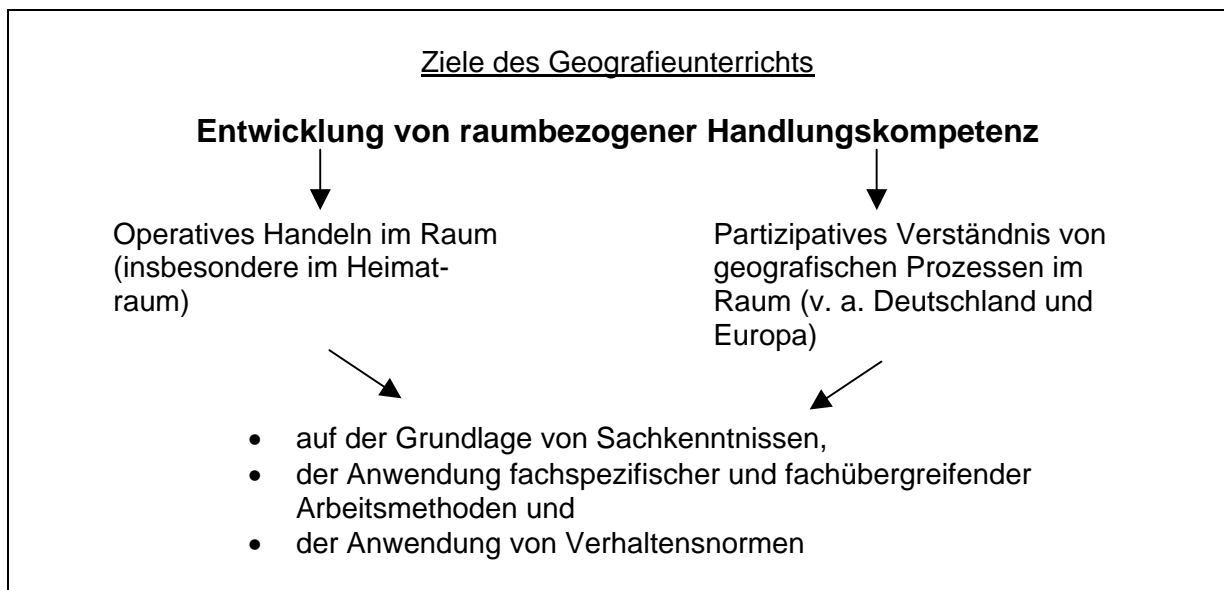 Ziele des Geografieunterrichts
Entwicklung von raumbezogener Handlungskompetenz
Operatives Handeln im Raum
(insbesondere im Heimat-
raum)
Partizipatives Verständnis von
geografischen Prozessen im
Raum (v. a. Deutschland und
Europa)
• auf der Grundlage von Sachkenntnissen,
• der Anwendung fachspezifischer und fachübergreifender
Arbeitsmethoden und
• der Anwendung von Verhaltensnormen